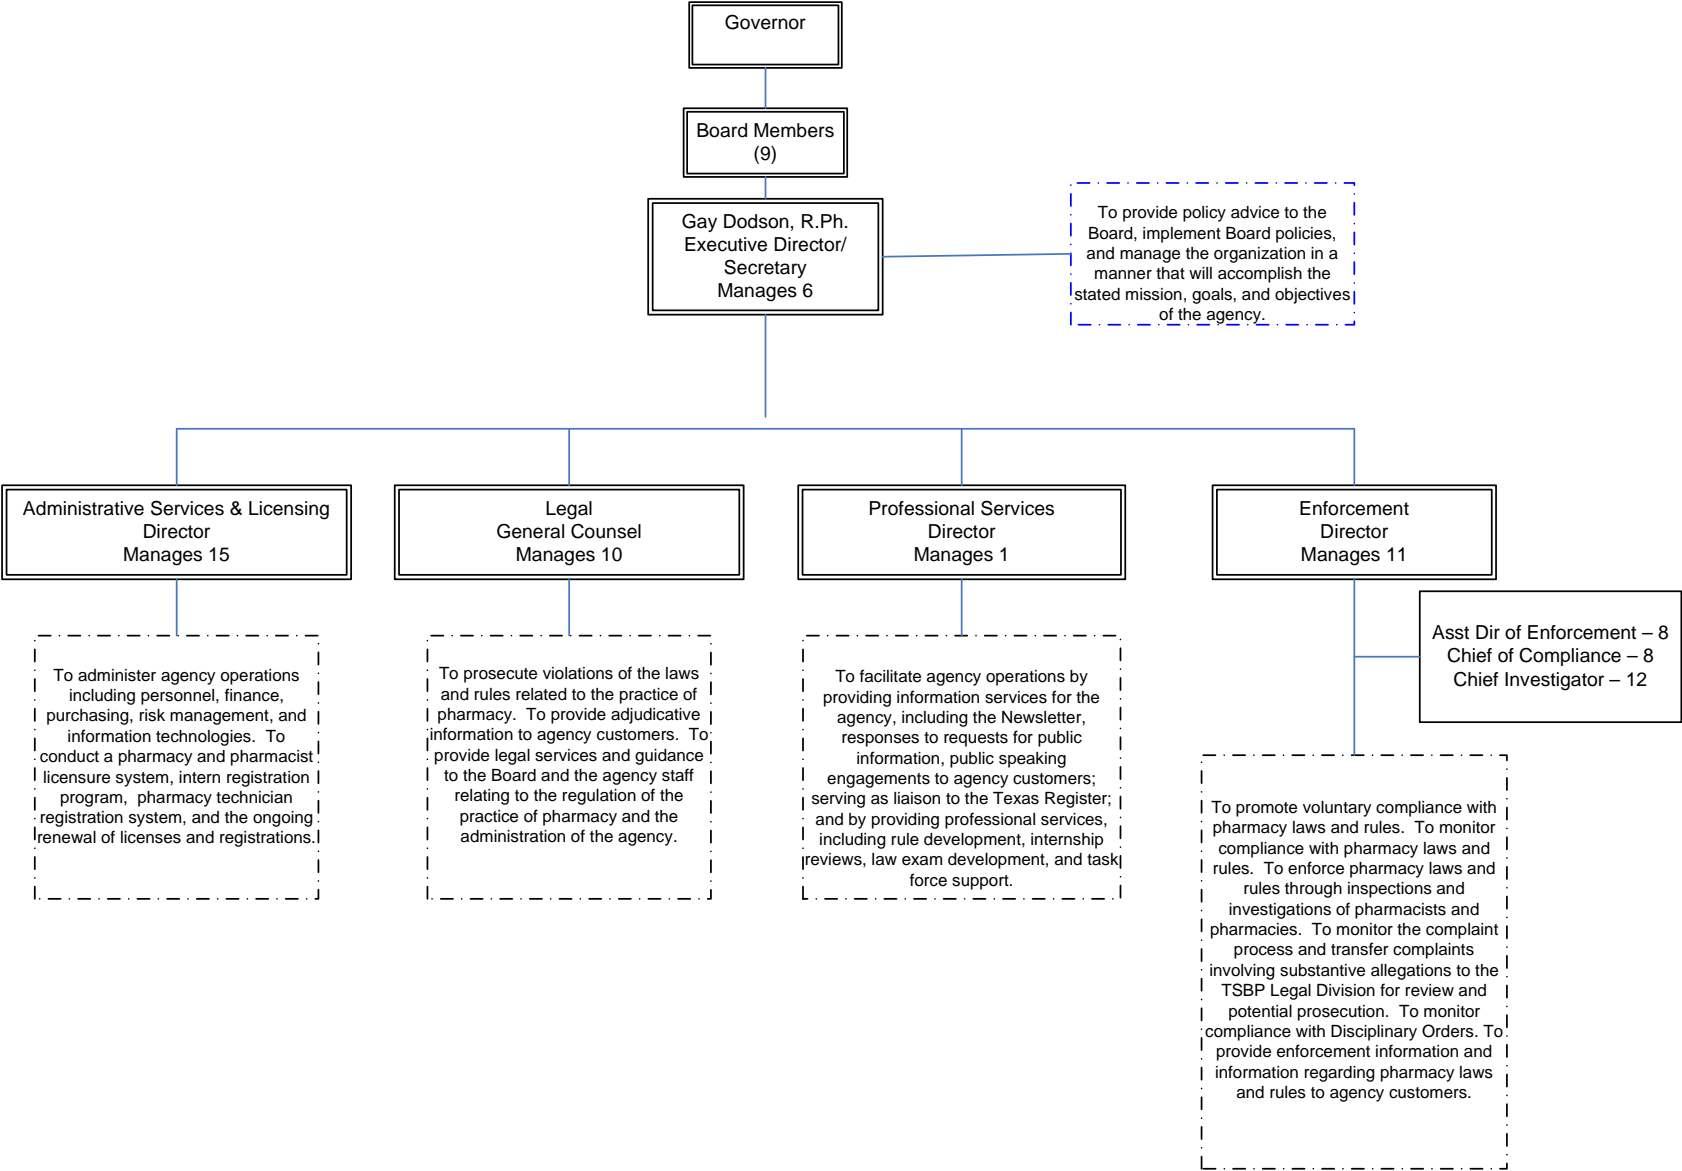 Governor
Board Members
(9)
Gay Dodson, R.Ph.
Executive Director/
Secretary
Manages 6
To provide policy advice to the
Board, implement Board policies,
and manage the organization in a
manner that will accomplish the
stated mission, goals, and objectives
of the agency.
Administrative Services & Licensing
Director
Manages 15
Legal
General Counsel
Manages 10
Professional Services
Director
Manages 1
Enforcement
Director
Manages 11
Asst Dir of Enforcement – 8
Chief of Compliance – 8
Chief Investigator – 12
To administer agency operations
including personnel, finance,
purchasing, risk management, and
information technologies.  To
conduct a pharmacy and pharmacist
licensure system, intern registration
program,  pharmacy technician
registration system, and the ongoing
renewal of licenses and registrations.
To prosecute violations of the laws
and rules related to the practice of
pharmacy.  To provide adjudicative
information to agency customers.  To
provide legal services and guidance
to the Board and the agency staff
relating to the regulation of the
practice of pharmacy and the
administration of the agency.
To facilitate agency operations by
providing information services for the
agency, including the Newsletter,
responses to requests for public
information, public speaking
engagements to agency customers;
serving as liaison to the Texas Register;
and by providing professional services,
including rule development, internship
reviews, law exam development, and task
force support.
To promote voluntary compliance with
pharmacy laws and rules.  To monitor
compliance with pharmacy laws and
rules.  To enforce pharmacy laws and
rules through inspections and
investigations of pharmacists and
pharmacies.  To monitor the complaint
process and transfer complaints
involving substantive allegations to the
TSBP Legal Division for review and
potential prosecution.  To monitor
compliance with Disciplinary Orders. To
provide enforcement information and
information regarding pharmacy laws
and rules to agency customers.